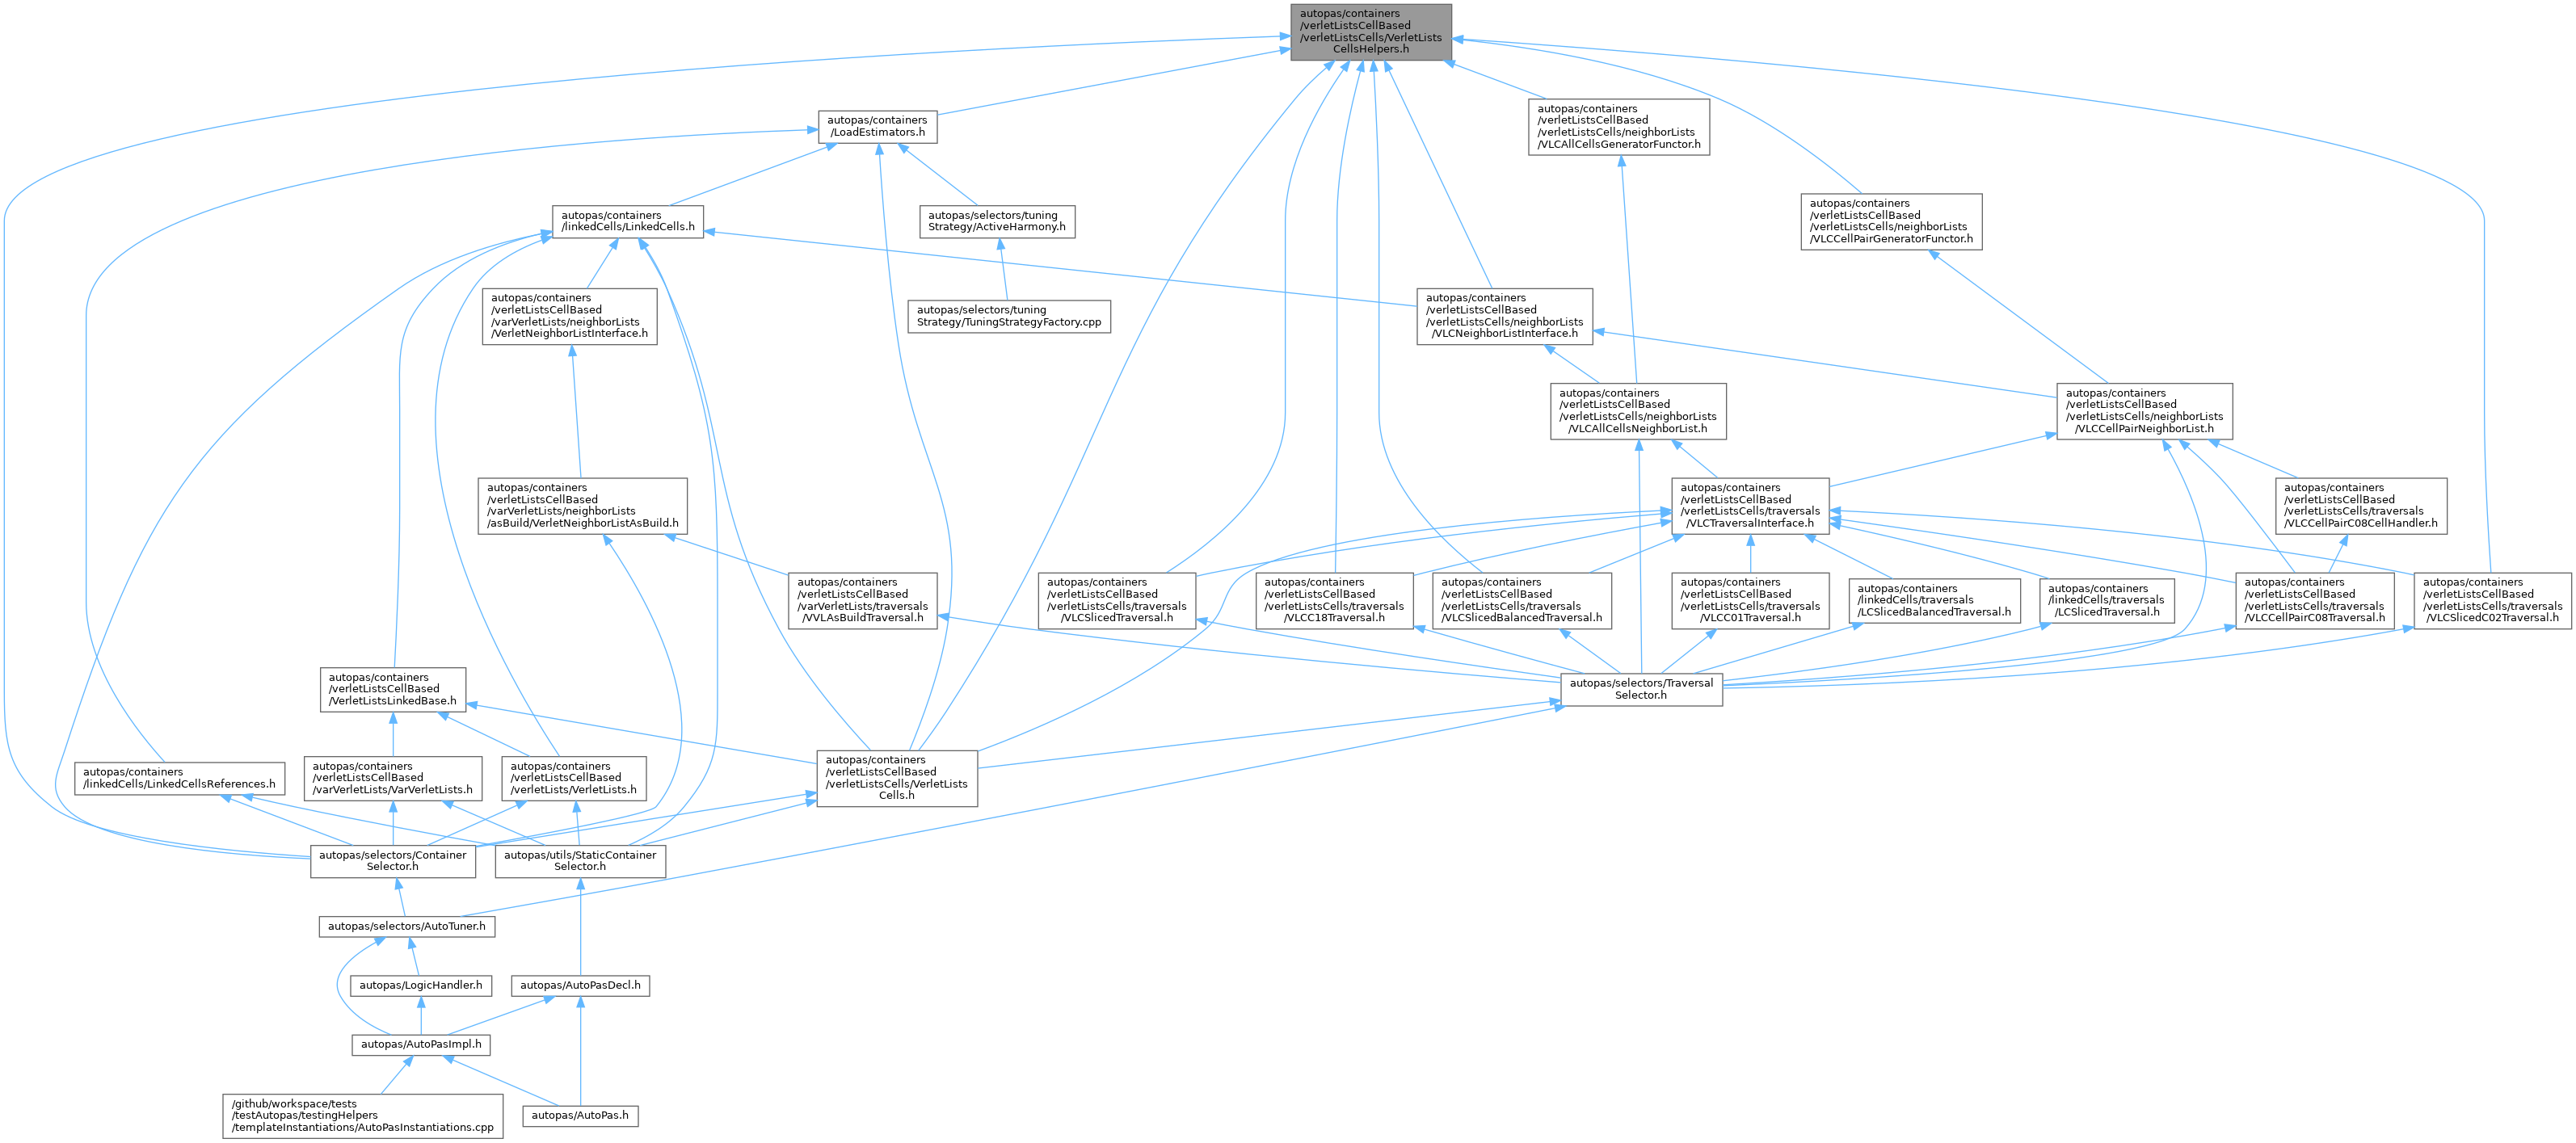 autopas/containers
/verletListsCellBased
/verletListsCells/VerletLists
CellsHelpers.h
autopas/containers
/LoadEstimators.h
autopas/containers
/verletListsCellBased
/verletListsCells/neighborLists
/VLCAllCellsGeneratorFunctor.h
autopas/containers
/verletListsCellBased
/verletListsCells/neighborLists
/VLCCellPairGeneratorFunctor.h
autopas/containers
/linkedCells/LinkedCells.h
autopas/selectors/tuning
Strategy/ActiveHarmony.h
autopas/containers
/verletListsCellBased
/varVerletLists/neighborLists
/VerletNeighborListInterface.h
autopas/selectors/tuning
Strategy/TuningStrategyFactory.cpp
autopas/containers
/verletListsCellBased
/verletListsCells/neighborLists
/VLCNeighborListInterface.h
autopas/containers
/verletListsCellBased
/verletListsCells/neighborLists
/VLCAllCellsNeighborList.h
autopas/containers
/verletListsCellBased
/verletListsCells/neighborLists
/VLCCellPairNeighborList.h
autopas/containers
/verletListsCellBased
/varVerletLists/neighborLists
/asBuild/VerletNeighborListAsBuild.h
autopas/containers
/verletListsCellBased
/verletListsCells/traversals
/VLCTraversalInterface.h
autopas/containers
/verletListsCellBased
/verletListsCells/traversals
/VLCCellPairC08CellHandler.h
autopas/containers
/verletListsCellBased
/varVerletLists/traversals
/VVLAsBuildTraversal.h
autopas/containers
/verletListsCellBased
/verletListsCells/traversals
/VLCSlicedTraversal.h
autopas/containers
/verletListsCellBased
/verletListsCells/traversals
/VLCC18Traversal.h
autopas/containers
/verletListsCellBased
/verletListsCells/traversals
/VLCSlicedBalancedTraversal.h
autopas/containers
/verletListsCellBased
/verletListsCells/traversals
/VLCC01Traversal.h
autopas/containers
/linkedCells/traversals
/LCSlicedBalancedTraversal.h
autopas/containers
/linkedCells/traversals
/LCSlicedTraversal.h
autopas/containers
/verletListsCellBased
/verletListsCells/traversals
/VLCCellPairC08Traversal.h
autopas/containers
/verletListsCellBased
/verletListsCells/traversals
/VLCSlicedC02Traversal.h
autopas/containers
/verletListsCellBased
/VerletListsLinkedBase.h
autopas/selectors/Traversal
Selector.h
autopas/containers
/linkedCells/LinkedCellsReferences.h
autopas/containers
/verletListsCellBased
/varVerletLists/VarVerletLists.h
autopas/containers
/verletListsCellBased
/verletLists/VerletLists.h
autopas/containers
/verletListsCellBased
/verletListsCells/VerletLists
Cells.h
autopas/selectors/Container
Selector.h
autopas/utils/StaticContainer
Selector.h
autopas/selectors/AutoTuner.h
autopas/LogicHandler.h
autopas/AutoPasDecl.h
autopas/AutoPasImpl.h
/github/workspace/tests
/testAutopas/testingHelpers
/templateInstantiations/AutoPasInstantiations.cpp
autopas/AutoPas.h